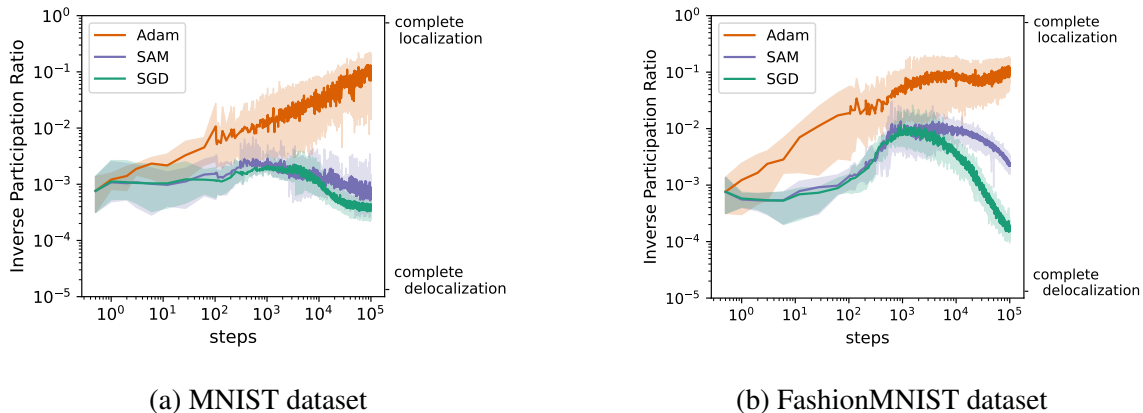 Inverse Participation Ratio
10^0
10^-1
10^-2
10^-3
10^-4
10^-5
Adam
SAM
SGD
complete
localization
complete
delocalization
10^0
10^1
10^2
10^3
10^4
10^5
steps
(a) MNIST dataset
Inverse Participation Ratio
10^0
10^-1
10^-2
10^-3
10^-4
10^-5
Adam
SAM
SGD
complete
localization
complete
delocalization
10^0
10^1
10^2
10^3
10^4
10^5
steps
(b) FashionMNIST dataset